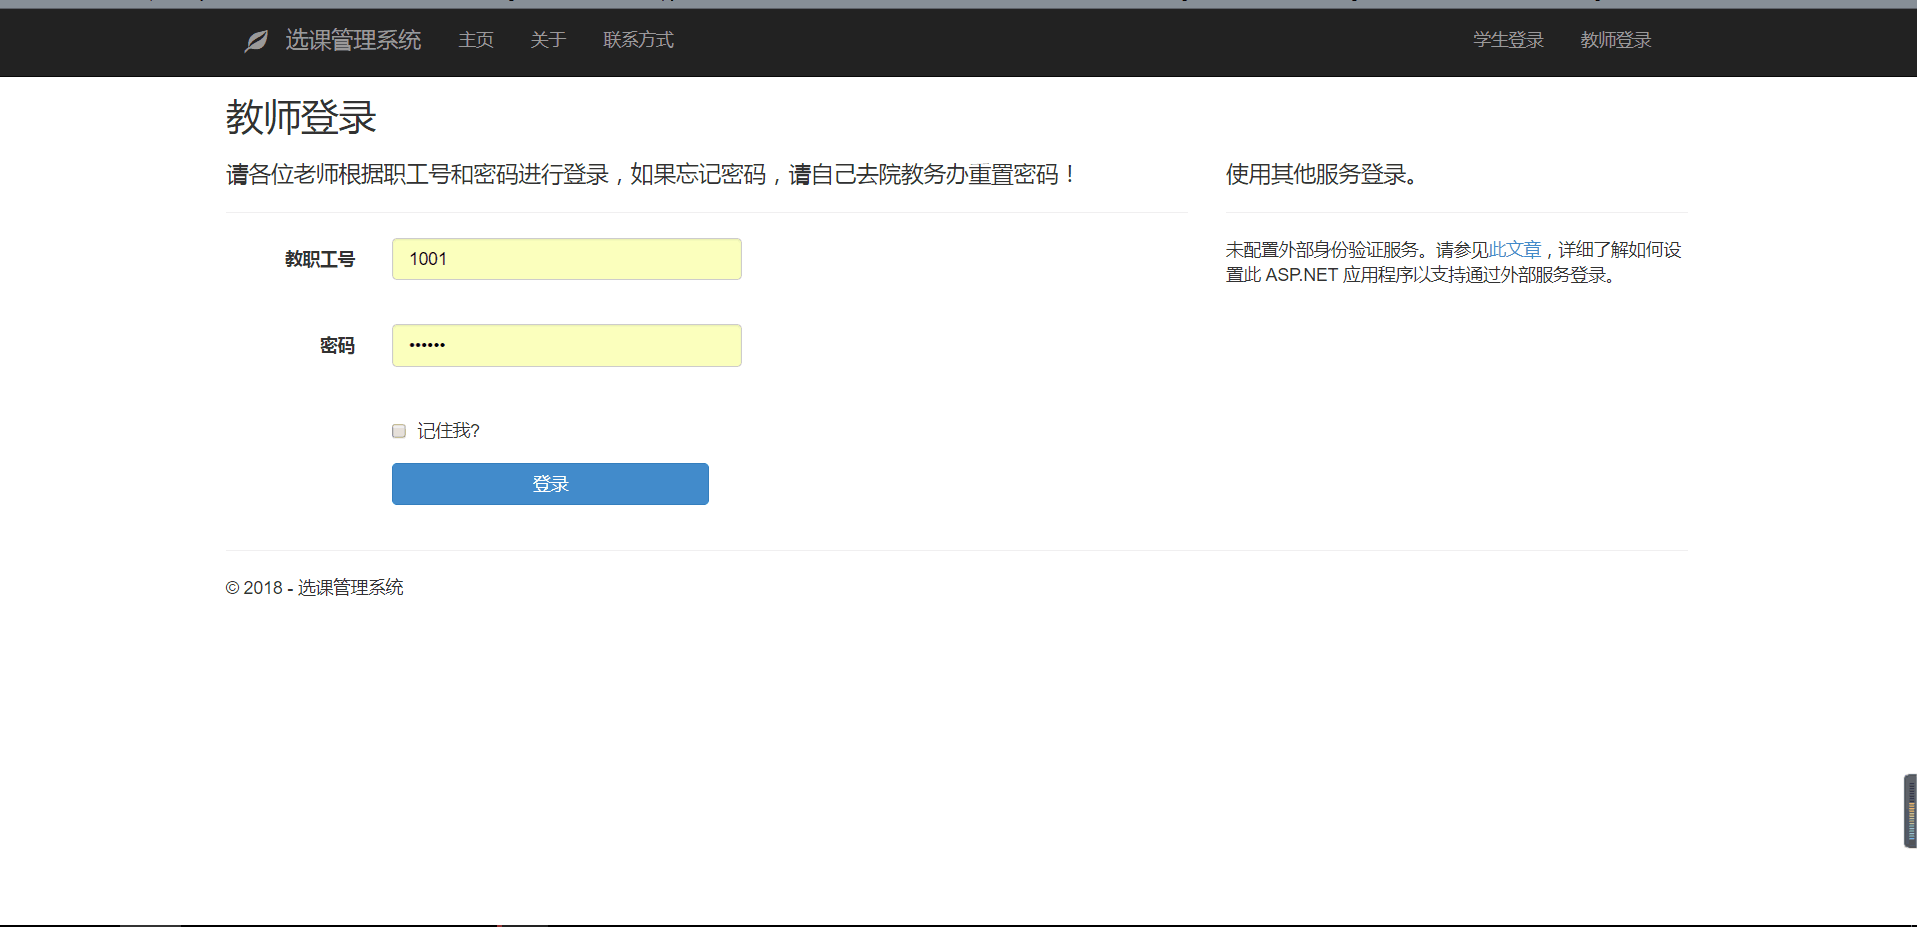 选课管理系统 主页 关于 联系方式 学生登录 教师登录
教师登录
请各位老师根据职工号和密码进行登录，如果忘记密码，请自己去院教务办重置密码！
使用其他服务登录。
教职工号 1001
未配置外部身份验证服务。请参见此文章，详细了解如何设
置此 ASP.NET 应用程序以支持通过外部服务登录。
密码 ••••••
记住我?
登录
© 2018 - 选课管理系统